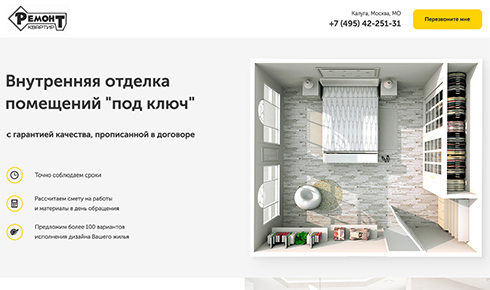 РЕМОНТ
КВАРТИР
Калуга, Москва, МО
+7 (495) 42-251-31
Перезвоните мне
Внутренняя отделка
помещений "под ключ"
с гарантией качества, прописанной в договоре
Точно соблюдаем сроки
Рассчитаем смету на работы
и материалы в день обращения
Предложим более 100 вариантов
исполнения дизайна Вашего жилья